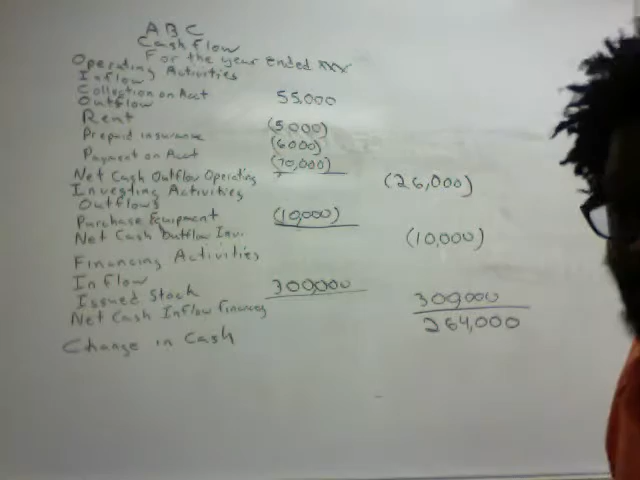 ABC
Cash flow
For the year ended xxx
Operating Activities
Inflow
Collection on Acct 55,000
Outflow
Rent (5,000)
Prepaid insurance (6000)
Payment on Acct (70,000)
Net Cash Outflow Operating (26,000)
Investing Activities
Outflows
Purchase Equipment (10,000)
Net Cash Outflow Inv. (10,000)
Financing Activities
Inflow
Issued Stock 300,000
Net Cash Inflow Finances 300,000
264,000
Change in Cash